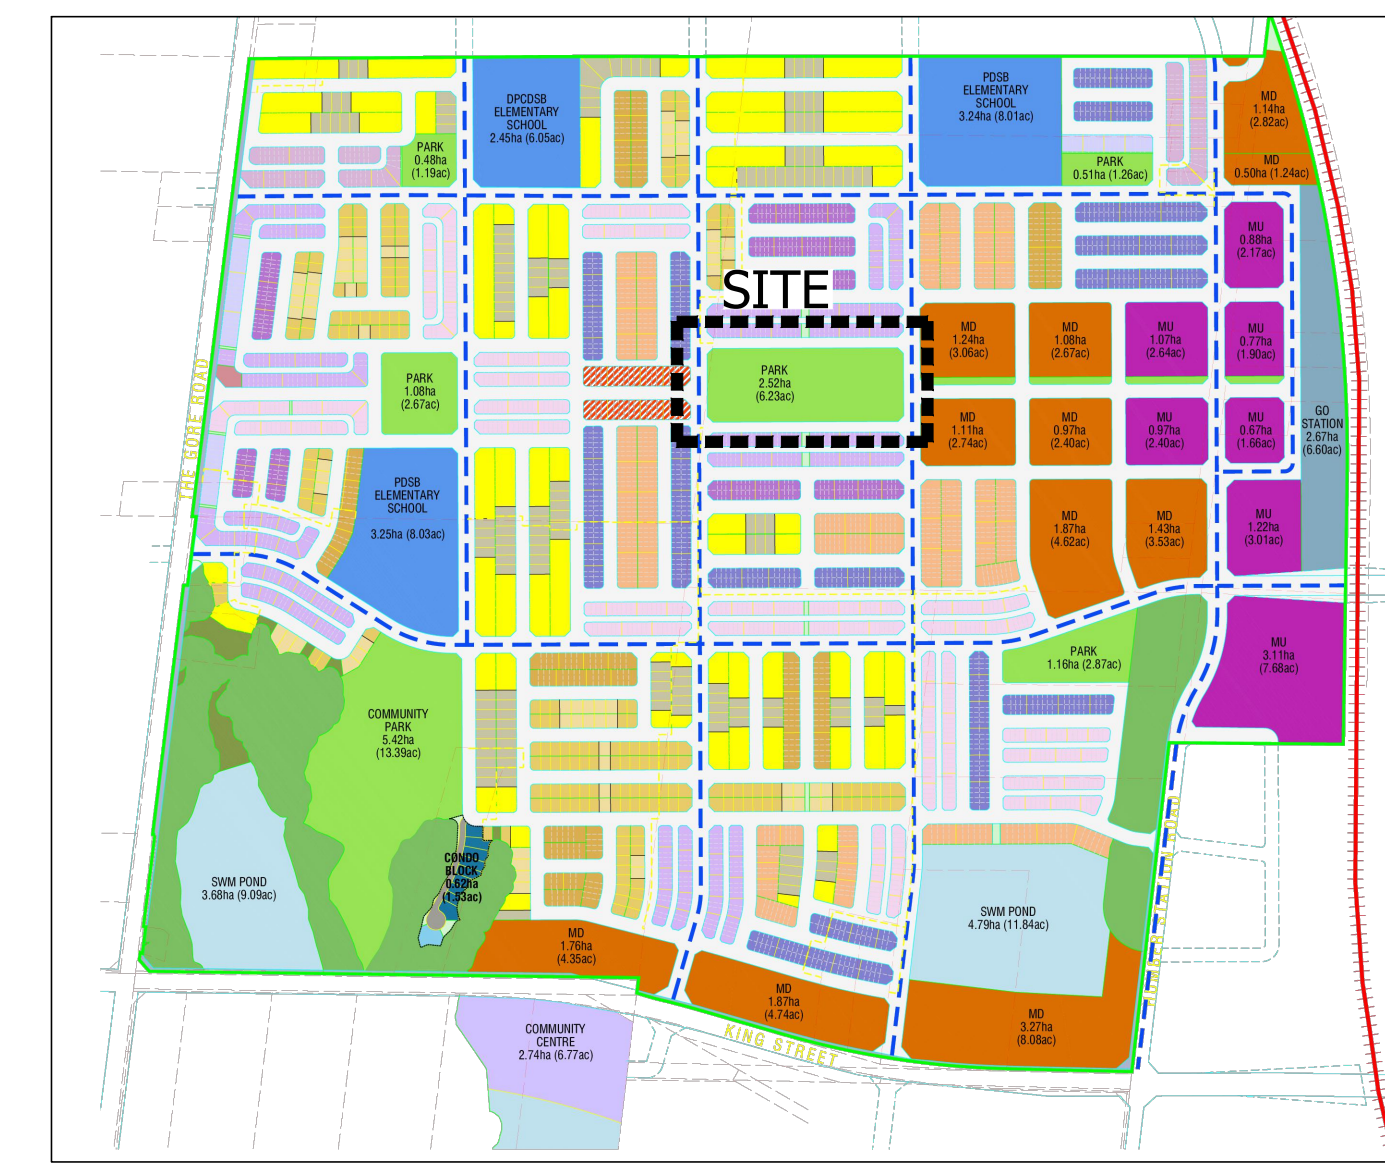 DPCDSB
ELEMENTARY
SCHOOL
2.45ha (6.05ac)
PDSB
ELEMENTARY
SCHOOL
3.24ha (8.01ac)
MD
1.14ha
(2.82ac)
PARK
0.48ha
(1.19ac)
PARK
0.51ha (1.26ac)
MD
0.50ha (1.24ac)
MU
0.88ha
(2.17ac)
SITE
MD
1.24ha
(3.06ac)
MD
1.08ha
(2.67ac)
MU
1.07ha
(2.64ac)
MU
0.77ha
(1.90ac)
PARK
1.08ha
(2.67ac)
PARK
2.52ha
(6.23ac)
THE GORE ROAD
MD
1.11ha
(2.74ac)
MD
0.97ha
(2.40ac)
MU
0.97ha
(2.40ac)
MU
0.67ha
(1.66ac)
GO
STATION
2.67ha
(6.60ac)
PDSB
ELEMENTARY
SCHOOL
3.25ha (8.03ac)
MD
1.87ha
(4.62ac)
MD
1.43ha
(3.53ac)
MU
1.22ha
(3.01ac)
PARK
1.16ha (2.87ac)
MU
3.11ha
(7.68ac)
COMMUNITY
PARK
5.42ha
(13.39ac)
HUMBER STATION ROAD
CONDO
BLOCK
0.62ha
(1.53ac)
SWM POND
3.68ha (9.09ac)
SWM POND
4.79ha (11.84ac)
MD
1.76ha
(4.35ac)
MD
1.87ha
(4.74ac)
MD
3.27ha
(8.08ac)
KING STREET
COMMUNITY
CENTRE
2.74ha (6.77ac)